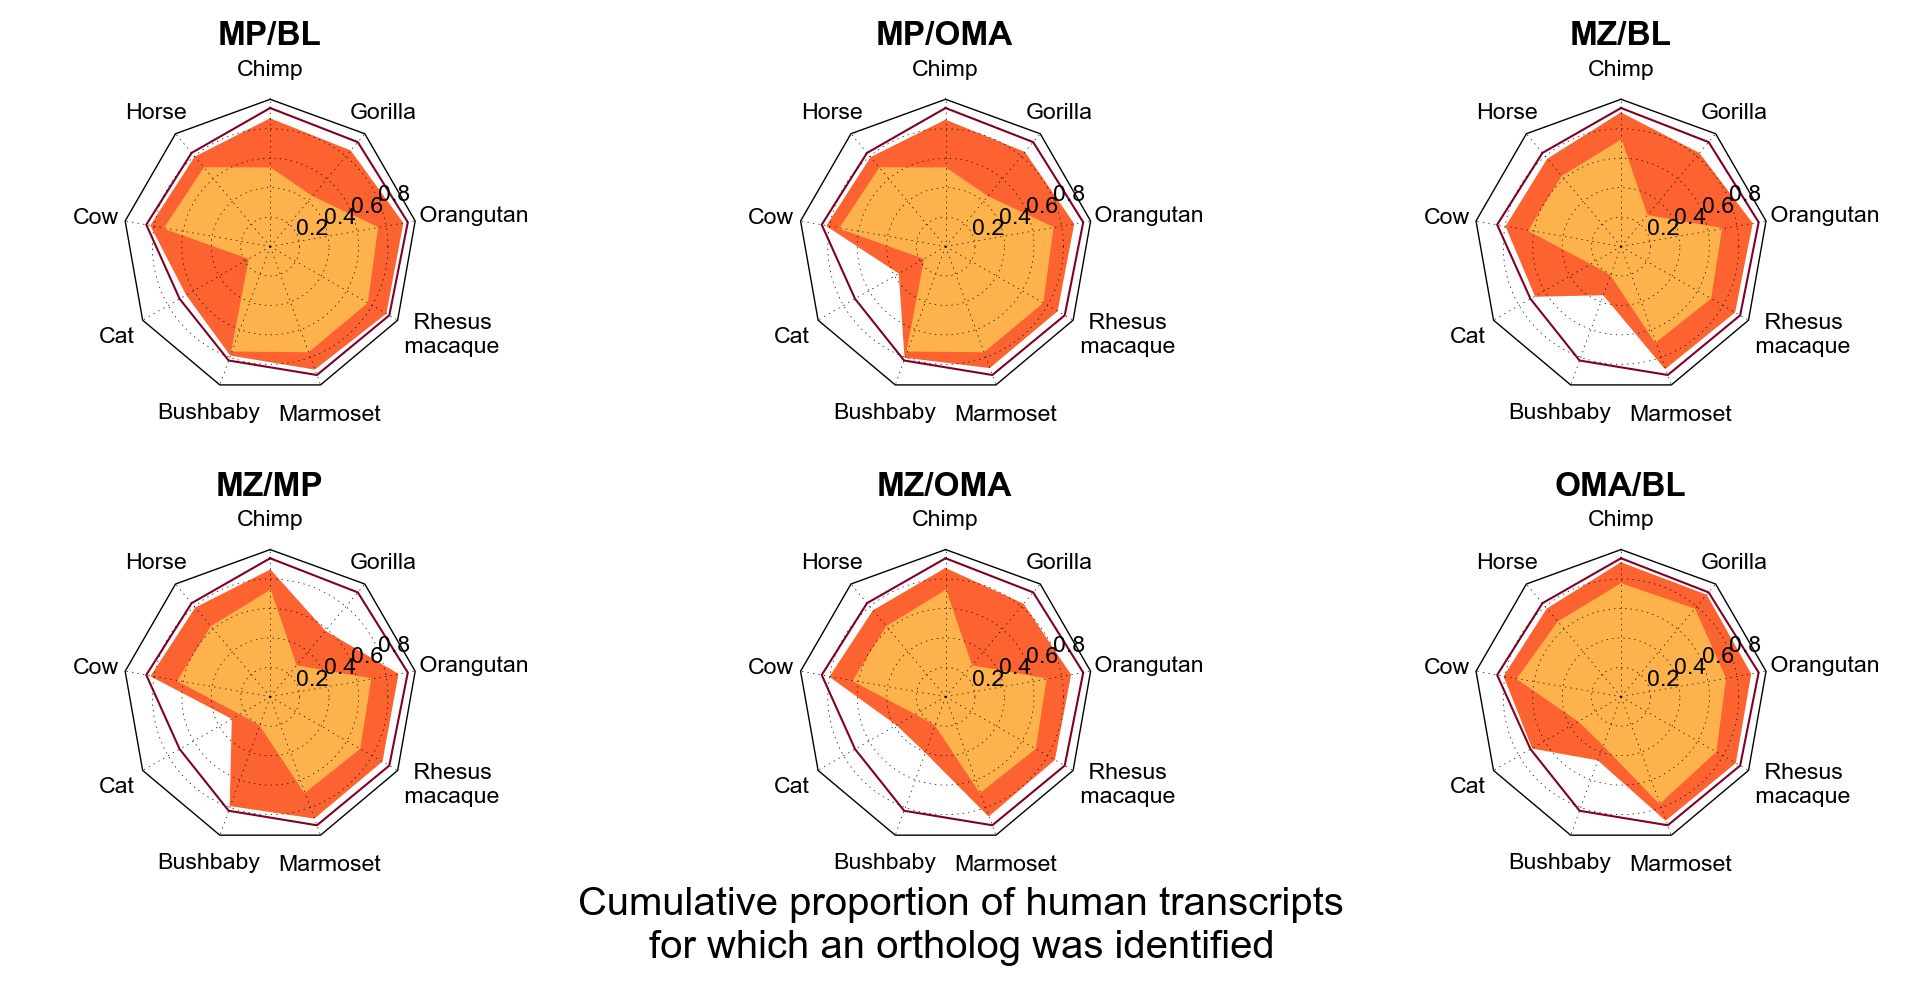 MP/BL
Chimp
Horse
Gorilla
0.8
0.6
0.4
0.2
Cow
Orangutan
Cat
Rhesus
macaque
Bushbaby
Marmoset
MP/OMA
Chimp
Horse
Gorilla
0.8
0.6
0.4
0.2
Cow
Orangutan
Cat
Rhesus
macaque
Bushbaby
Marmoset
MZ/BL
Chimp
Horse
Gorilla
0.8
0.6
0.4
0.2
Cow
Orangutan
Cat
Rhesus
macaque
Bushbaby
Marmoset
MZ/MP
Chimp
Horse
Gorilla
0.8
0.6
0.4
0.2
Cow
Orangutan
Cat
Rhesus
macaque
Bushbaby
Marmoset
MZ/OMA
Chimp
Horse
Gorilla
0.8
0.6
0.4
0.2
Cow
Orangutan
Cat
Rhesus
macaque
Bushbaby
Marmoset
OMA/BL
Chimp
Horse
Gorilla
0.8
0.6
0.4
0.2
Cow
Orangutan
Cat
Rhesus
macaque
Bushbaby
Marmoset
Cumulative proportion of human transcripts
for which an ortholog was identified